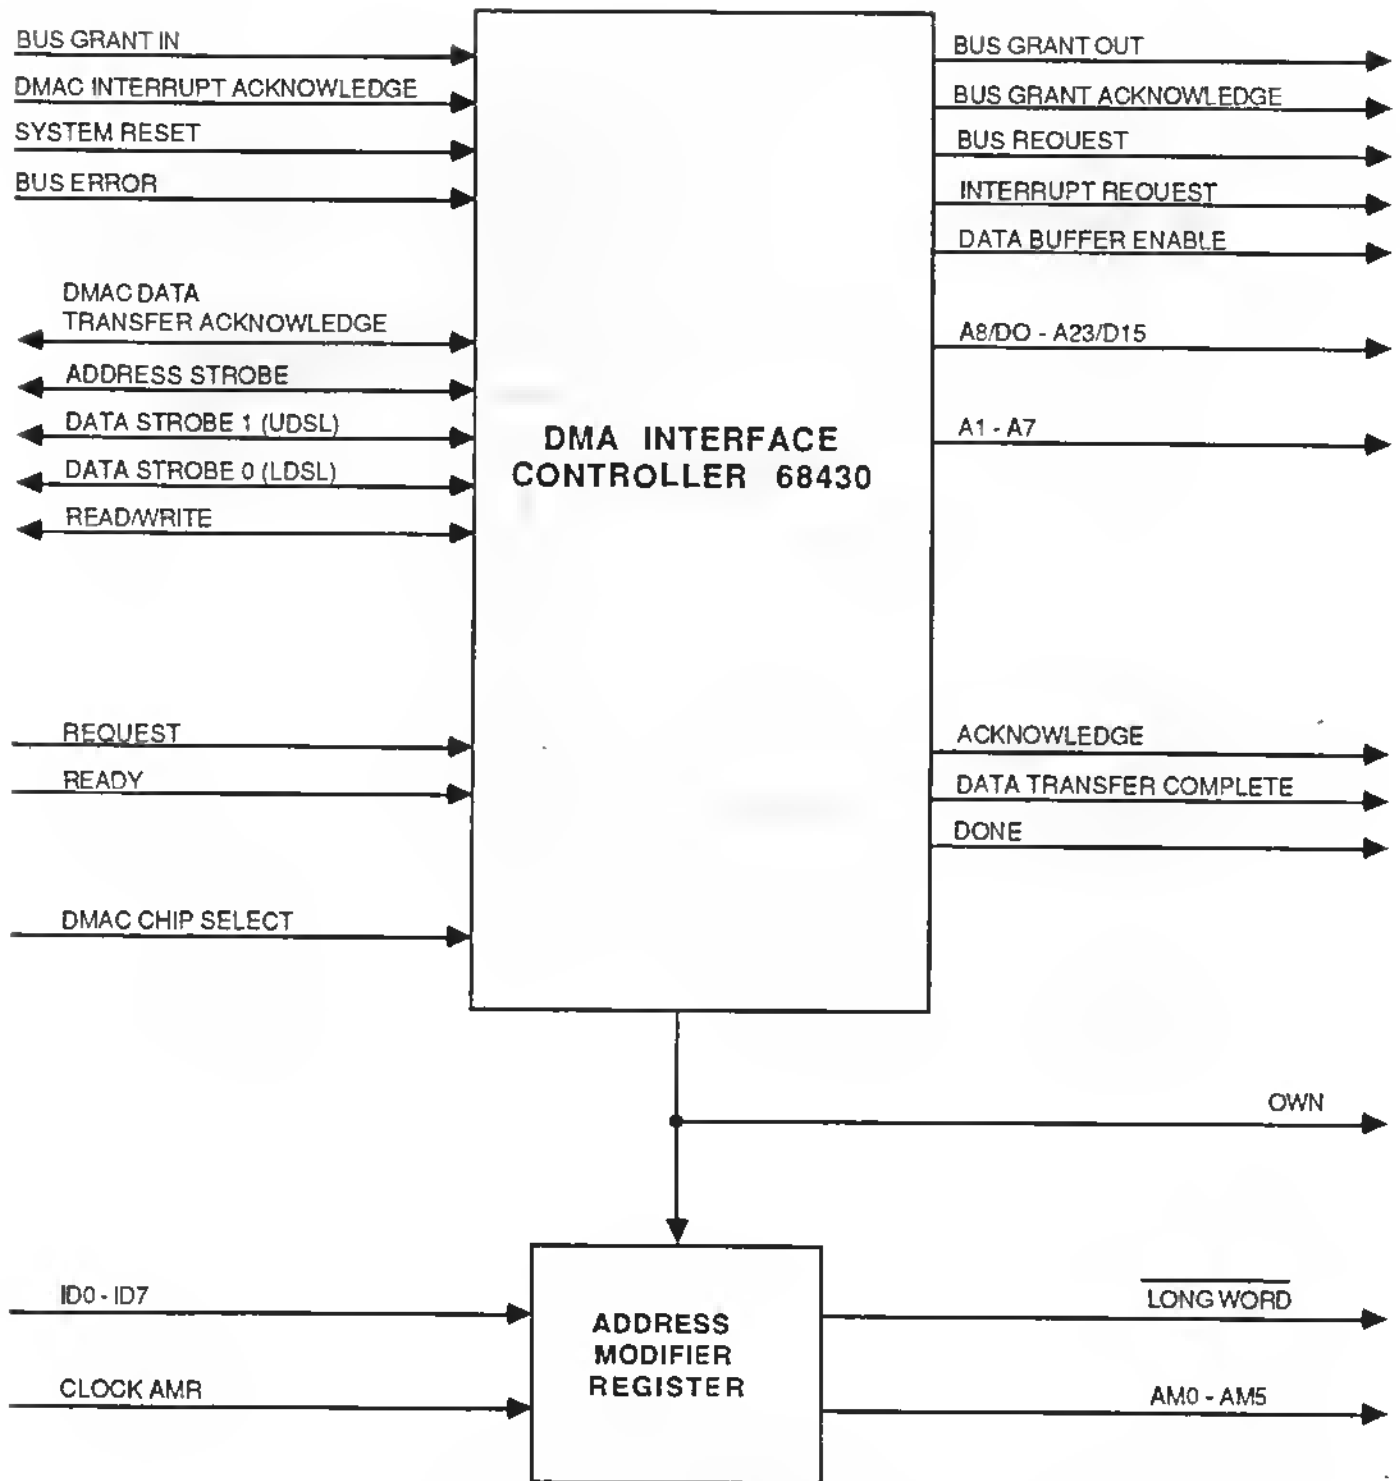 BUS GRANT IN
DMAC INTERRUPT ACKNOWLEDGE
SYSTEM RESET
BUS ERROR
DMAC DATA
TRANSFER ACKNOWLEDGE
ADDRESS STROBE
DATA STROBE 1 (UDSL)
DATA STROBE 0 (LDSL)
READ/WRITE
REQUEST
READY
DMAC CHIP SELECT
DMA INTERFACE
CONTROLLER 68430
BUS GRANT OUT
BUS GRANT ACKNOWLEDGE
BUS REQUEST
INTERRUPT REQUEST
DATA BUFFER ENABLE
A8/DO - A23/D15
A1 - A7
ACKNOWLEDGE
DATA TRANSFER COMPLETE
DONE
OWN
ID0 - ID7
CLOCK AMR
ADDRESS
MODIFIER
REGISTER
LONG WORD
AM0 - AM5